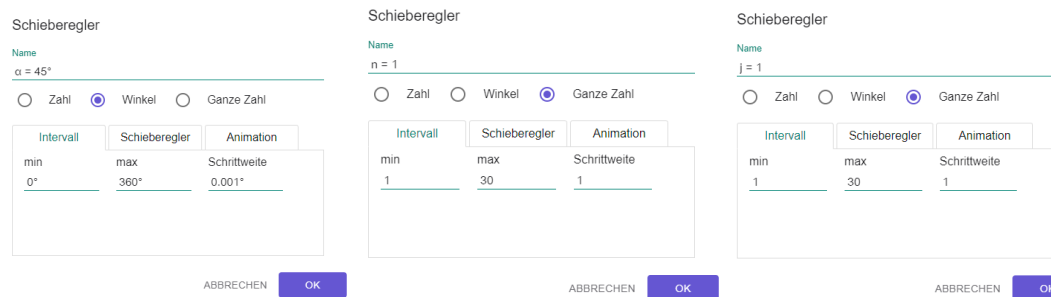 Schieberegler
Name
α = 45°
Zahl Winkel Ganze Zahl
Intervall Schieberegler Animation
min max Schrittweite
0° 360° 0.001°
ABBRECHEN OK
Schieberegler
Name
n = 1
Zahl Winkel Ganze Zahl
Intervall Schieberegler Animation
min max Schrittweite
1 30 1
ABBRECHEN OK
Schieberegler
Name
j = 1
Zahl Winkel Ganze Zahl
Intervall Schieberegler Animation
min max Schrittweite
1 30 1
ABBRECHEN OK